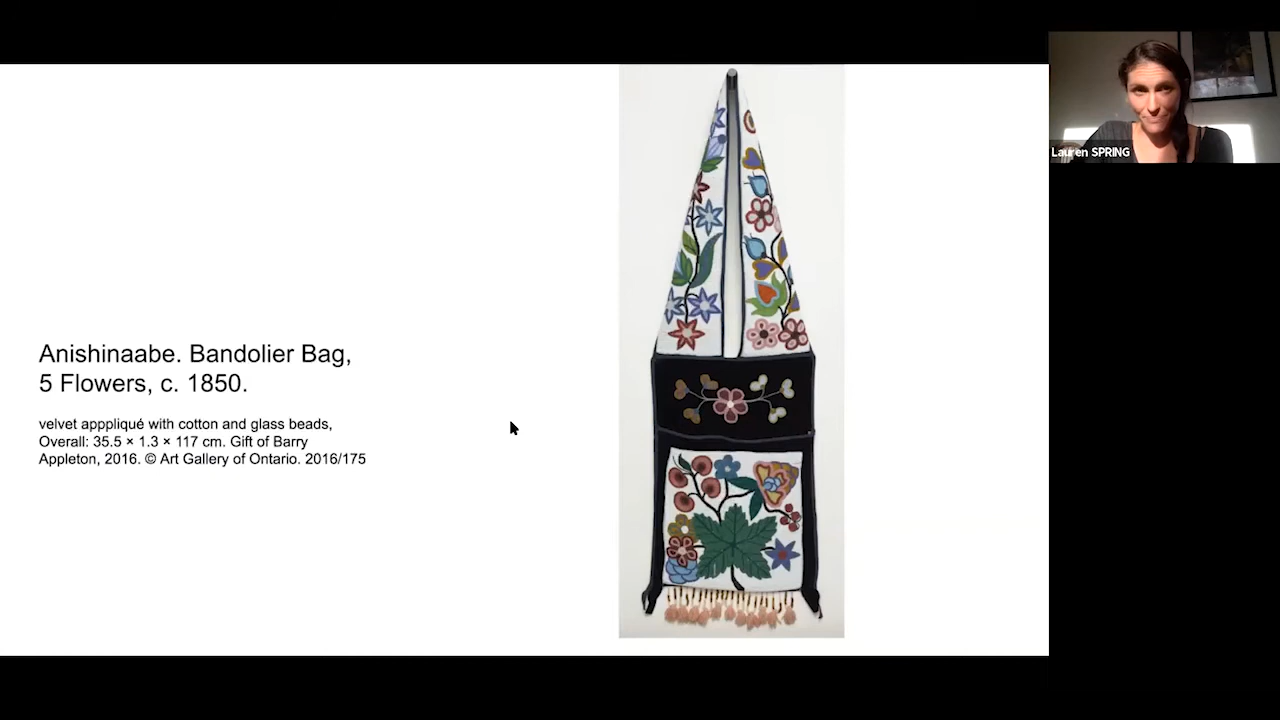 Anishinaabe. Bandolier Bag,
5 Flowers, c. 1850.
velvet apppliqué with cotton and glass beads,
Overall: 35.5 × 1.3 × 117 cm. Gift of Barry
Appleton, 2016. © Art Gallery of Ontario. 2016/175
Lauren SPRING